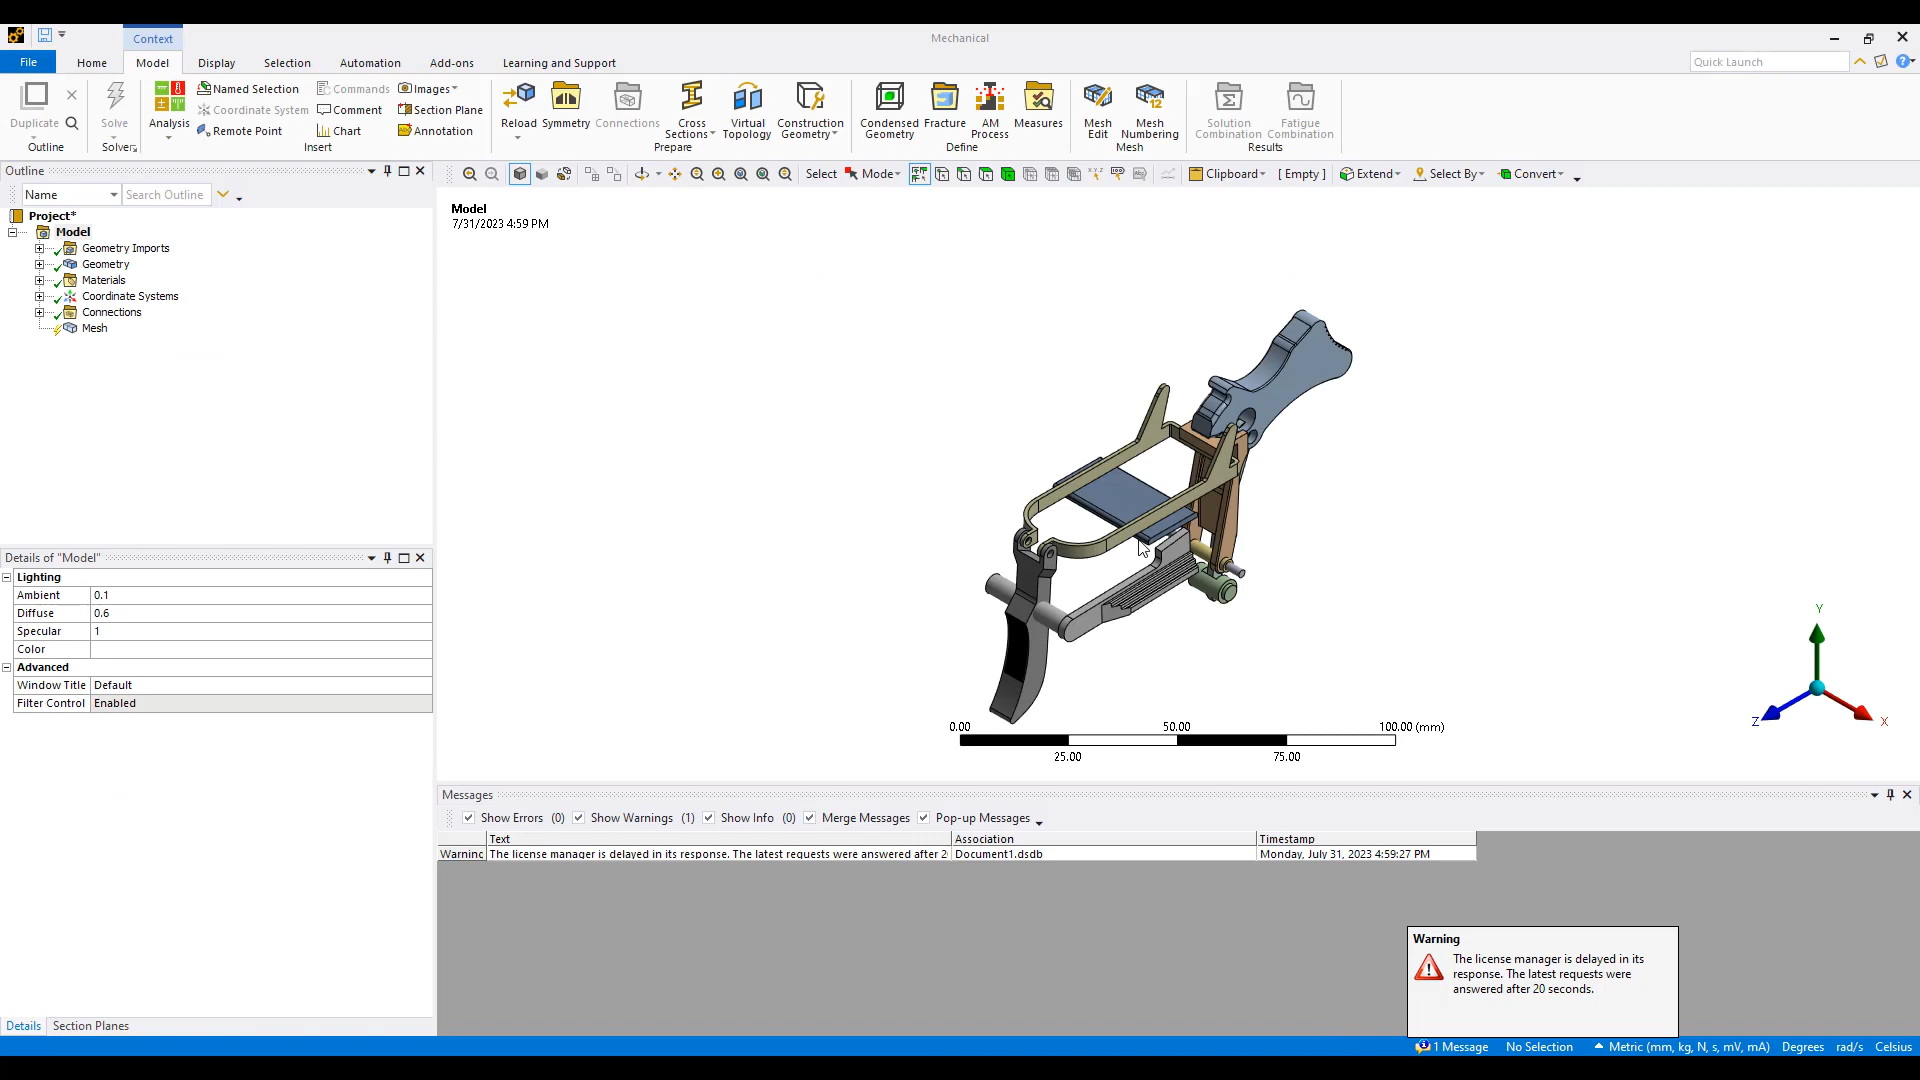 Context
Mechanical
File
Home
Model
Display
Selection
Automation
Add-ons
Learning and Support
Quick Launch
Duplicate
Solve
Analysis
Named Selection
Coordinate System
Remote Point
Commands
Comment
Chart
Images
Section Plane
Annotation
Reload
Symmetry
Connections
Cross
Sections
Virtual
Topology
Construction
Geometry
Condensed
Geometry
Fracture
AM
Process
Measures
Mesh
Edit
Mesh
Numbering
Solution
Combination
Fatigue
Combination
Outline
Solver
Insert
Prepare
Define
Mesh
Results
Outline
Name
Search Outline
Select
Mode
Clipboard
[ Empty ]
Extend
Select By
Convert
Project*
Model
Geometry Imports
Geometry
Materials
Coordinate Systems
Connections
Mesh
Model
7/31/2023 4:59 PM
Details of "Model"
Lighting
Ambient 0.1
Diffuse 0.6
Specular 1
Color
Advanced
Window Title Default
Filter Control Enabled
Y
Z
X
0.00 50.00 100.00 (mm)
25.00 75.00
Messages
Show Errors (0) Show Warnings (1) Show Info (0) Merge Messages Pop-up Messages
Text Association Timestamp
Warning The license manager is delayed in its response. The latest requests were answered after 2 Document1.dsdb Monday, July 31, 2023 4:59:27 PM
Warning
The license manager is delayed in its
response. The latest requests were
answered after 20 seconds.
Details
Section Planes
1 Message No Selection Metric (mm, kg, N, s, mV, mA) Degrees rad/s Celsius